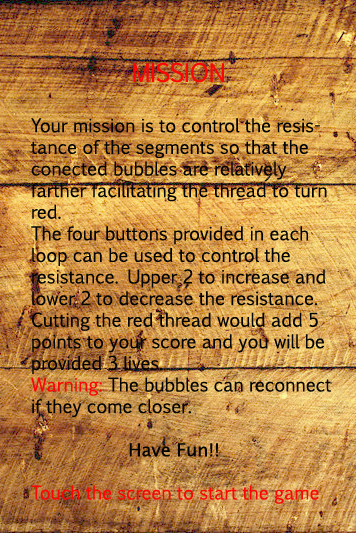 MISSION
Your mission is to control the resis-
tance of the segments so that the
conected bubbles are relatively
farther facilitating the thread to turn
red.
The four buttons provided in each
loop can be used to control the
resistance. Upper 2 to increase and
lower 2 to decrease the resistance.
Cutting the red thread would add 5
points to your score and you will be
provided 3 lives.
Warning: The bubbles can reconnect
if they come closer.
Have Fun!!
Touch the screen to start the game